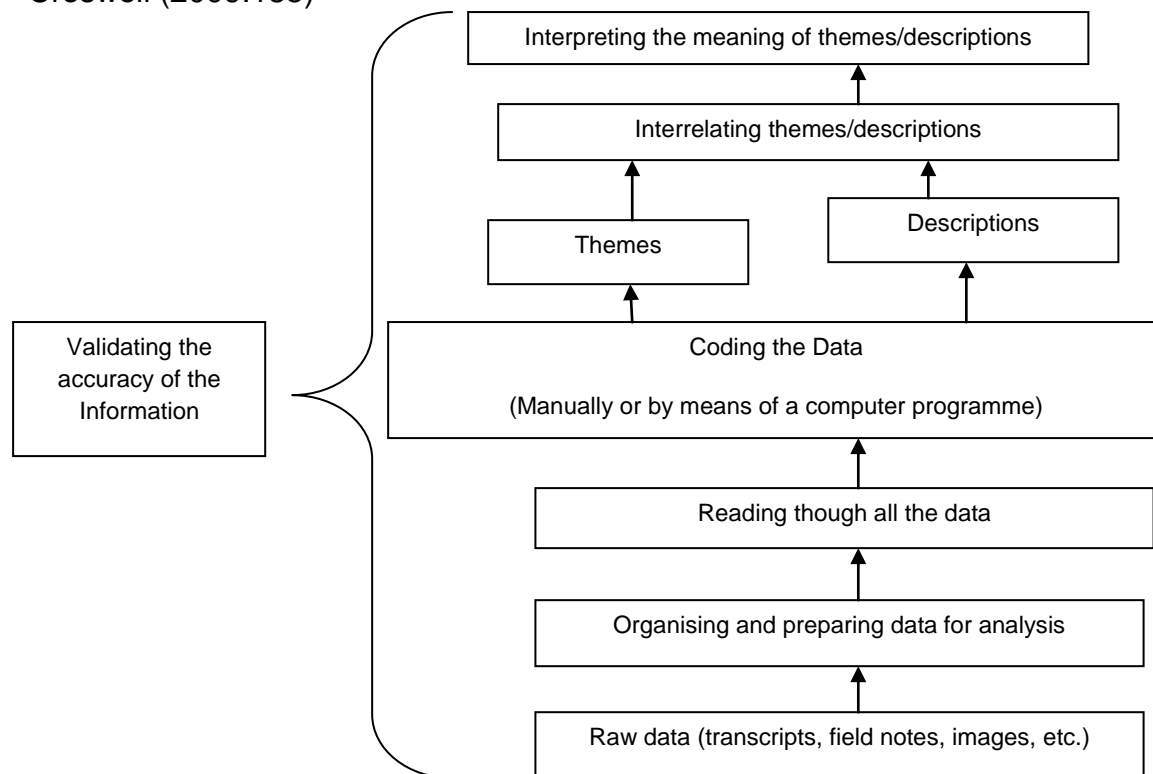 Creswell
Interpreting the meaning of themes/descriptions
Interrelating themes/descriptions
Themes
Descriptions
Validating the
accuracy of the
Information
Coding the Data
(Manually or by means of a computer programme)
Reading though all the data
Organising and preparing data for analysis
Raw data (transcripts, field notes, images, etc.)